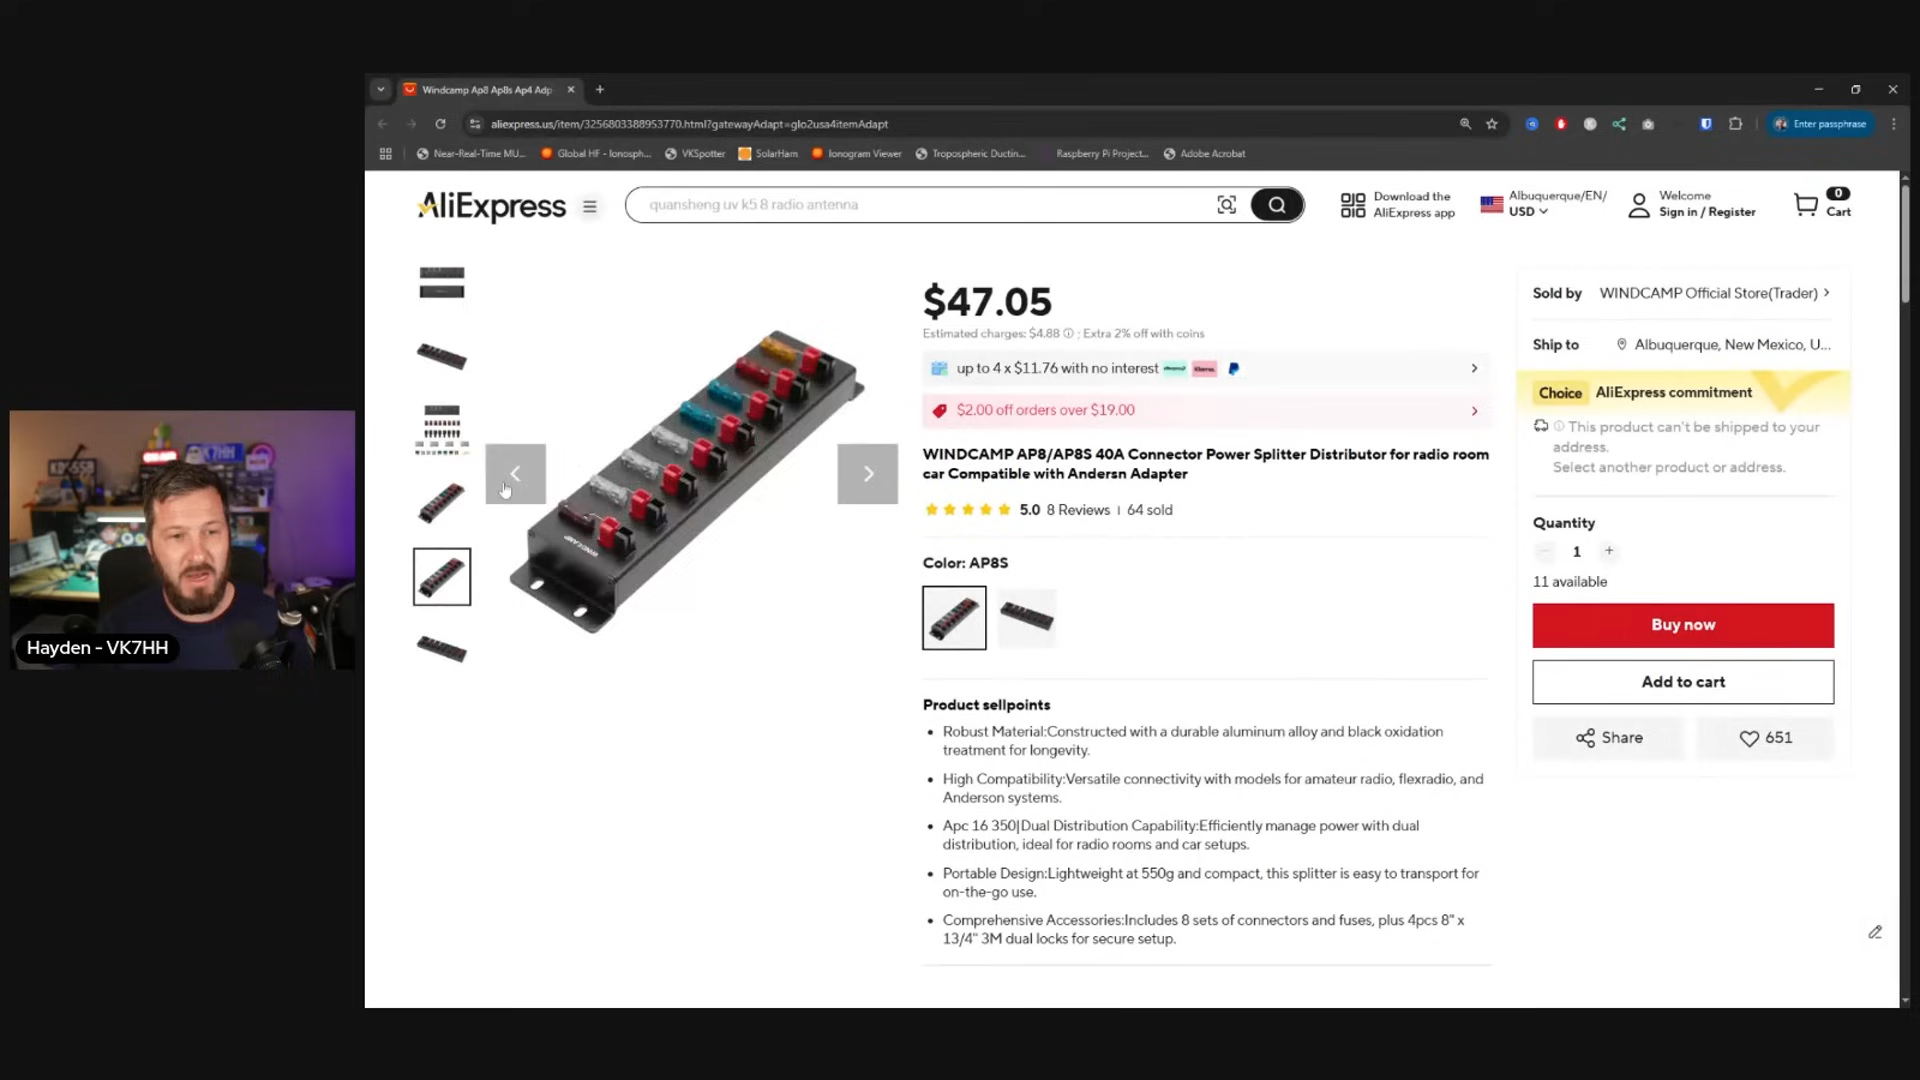 Windcamp Ap8 Ap8s Ap4 Adp
aliexpress.us/item/3256803388953770.html?gatewayAdapt=glo2usa4itemAdapt
Enter passphrase
Near-Real-Time MU...
Global HF - Ionosph...
VKSpotter
SolarHam
Ionogram Viewer
Tropospheric Ductin...
Raspberry Pi Project...
Adobe Acrobat
AliExpress
quansheng uv k5 8 radio antenna
Download the
AliExpress app
Albuquerque/EN/
USD
Welcome
Sign in / Register
0
Cart
$47.05
Estimated charges: $4.88 ; Extra 2% off with coins
up to 4 x $11.76 with no interest
Klarna.
$2.00 off orders over $19.00
WINDCAMP AP8/AP8S 40A Connector Power Splitter Distributor for radio room
car Compatible with Andersn Adapter
5.0 8 Reviews | 64 sold
Color: AP8S
Product sellpoints
Robust Material:Constructed with a durable aluminum alloy and black oxidation
treatment for longevity.
High Compatibility:Versatile connectivity with models for amateur radio, flexradio, and
Anderson systems.
Apc 16 350|Dual Distribution Capability:Efficiently manage power with dual
distribution, ideal for radio rooms and car setups.
Portable Design:Lightweight at 550g and compact, this splitter is easy to transport for
on-the-go use.
Comprehensive Accessories:Includes 8 sets of connectors and fuses, plus 4pcs 8" x
13/4" 3M dual locks for secure setup.
Sold by WINDCAMP Official Store(Trader)
Ship to Albuquerque, New Mexico, U...
Choice AliExpress commitment
This product can't be shipped to your
address.
Select another product or address.
Quantity
1
11 available
Buy now
Add to cart
Share
651
WINDCAMP
VK7HH
Hayden - VK7HH